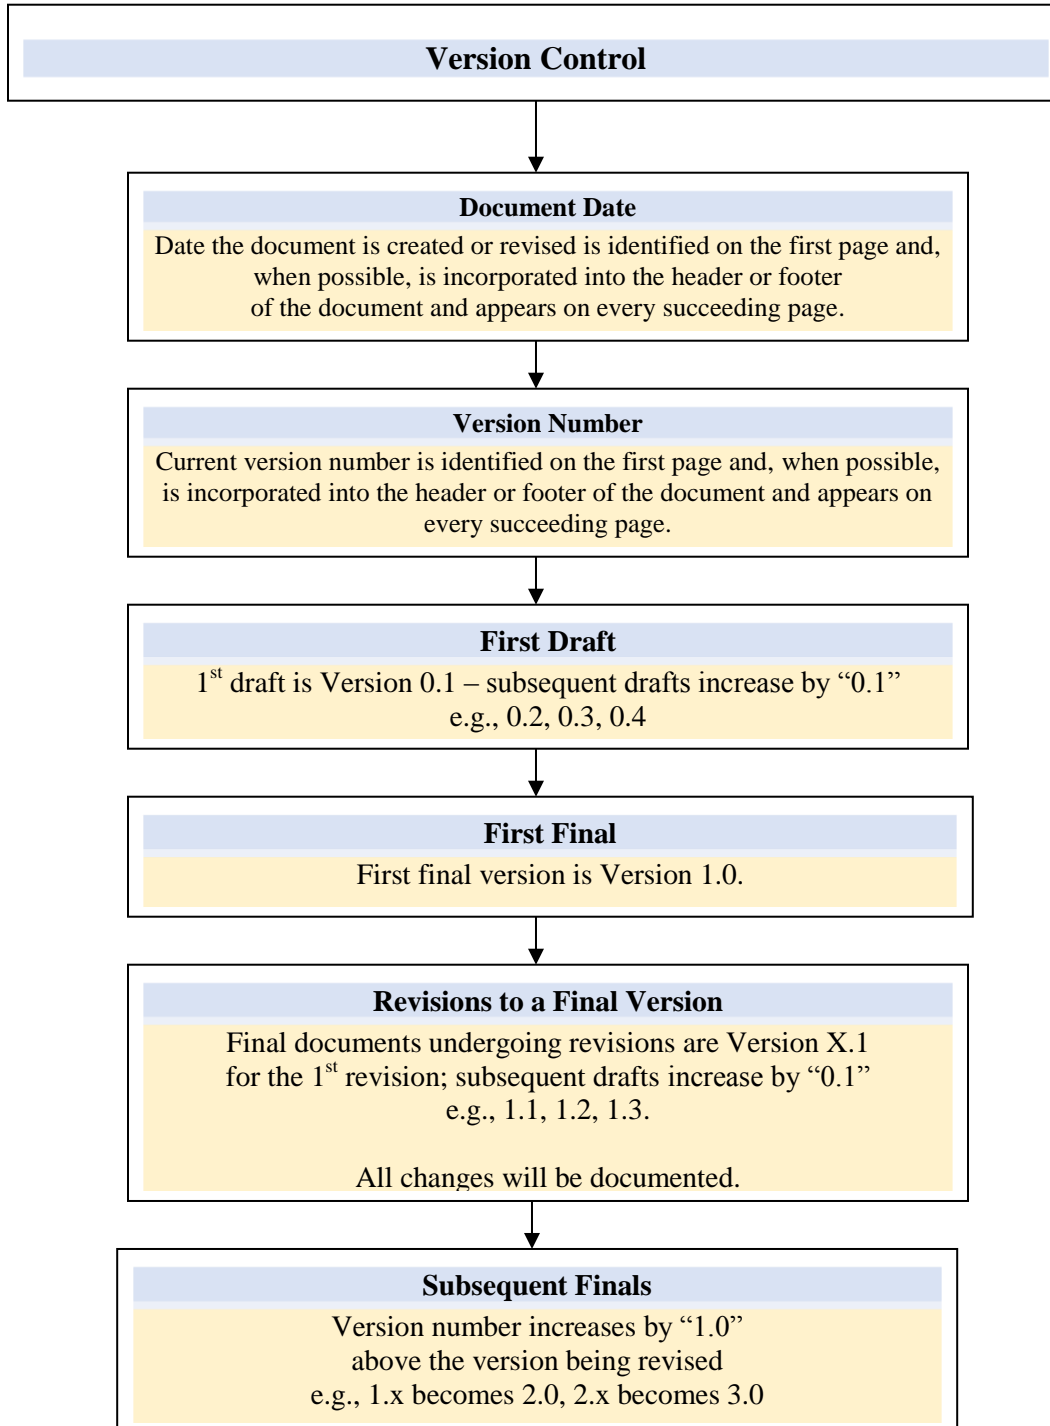 Version Control
Document Date
Date the document is created or revised is identified on the first page and,
when possible, is incorporated into the header or footer
of the document and appears on every succeeding page.
Version Number
Current version number is identified on the first page and, when possible,
is incorporated into the header or footer of the document and appears on
every succeeding page.
First Draft
1st draft is Version 0.1 – subsequent drafts increase by “0.1”
e.g., 0.2, 0.3, 0.4
First Final
First final version is Version 1.0.
Revisions to a Final Version
Final documents undergoing revisions are Version X.1
for the 1st revision; subsequent drafts increase by “0.1”
e.g., 1.1, 1.2, 1.3.
All changes will be documented.
Subsequent Finals
Version number increases by “1.0”
above the version being revised
e.g., 1.x becomes 2.0, 2.x becomes 3.0